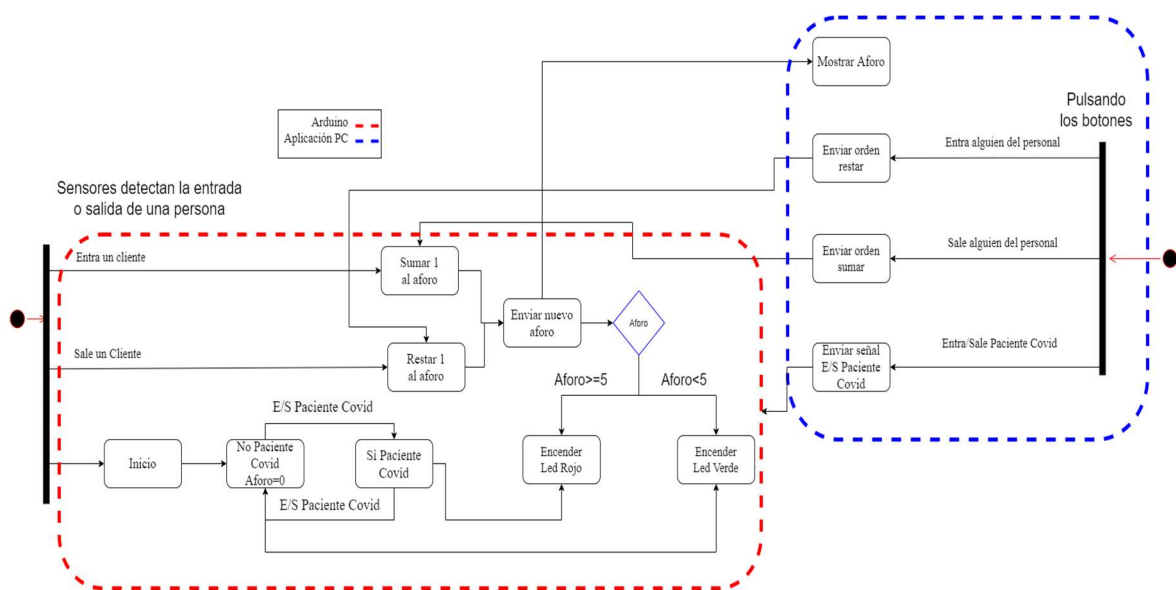 Mostrar Aforo
Pulsando
los botones
Arduino
Aplicación PC
Enviar orden
restar
Entra alguien del personal
Sensores detectan la entrada
o salida de una persona
Entra un cliente
Sumar 1
al aforo
Enviar orden
sumar
Sale alguien del personal
Enviar nuevo
aforo
Aforo
Sale un Cliente
Restar 1
al aforo
Enviar señal
E/S Paciente
Covid
Entra/Sale Paciente Covid
Aforo>=5
Aforo<5
E/S Paciente Covid
Inicio
No Paciente
Covid
Aforo=0
Si Paciente
Covid
Encender
Led Rojo
Encender
Led Verde
E/S Paciente Covid